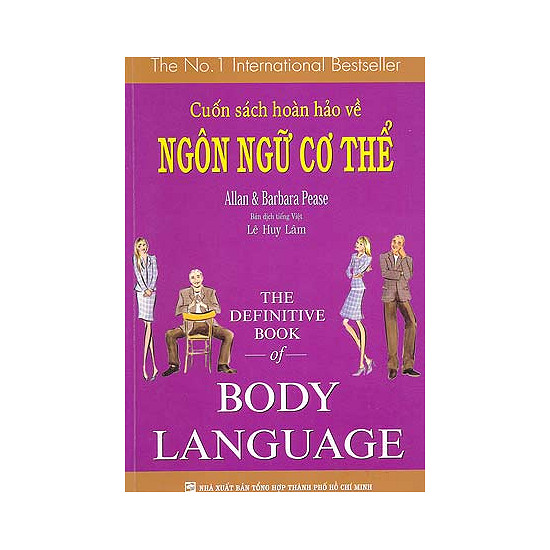 The No.1 International Bestseller
Cuốn sách hoàn hảo về
NGÔN NGỮ CƠ THỂ
Allan & Barbara Pease
Bản dịch tiếng Việt
Lê Huy Lâm
THE
DEFINITIVE
BOOK
of
BODY
LANGUAGE
NHÀ XUẤT BẢN TỔNG HỢP THÀNH PHỐ HỒ CHÍ MINH